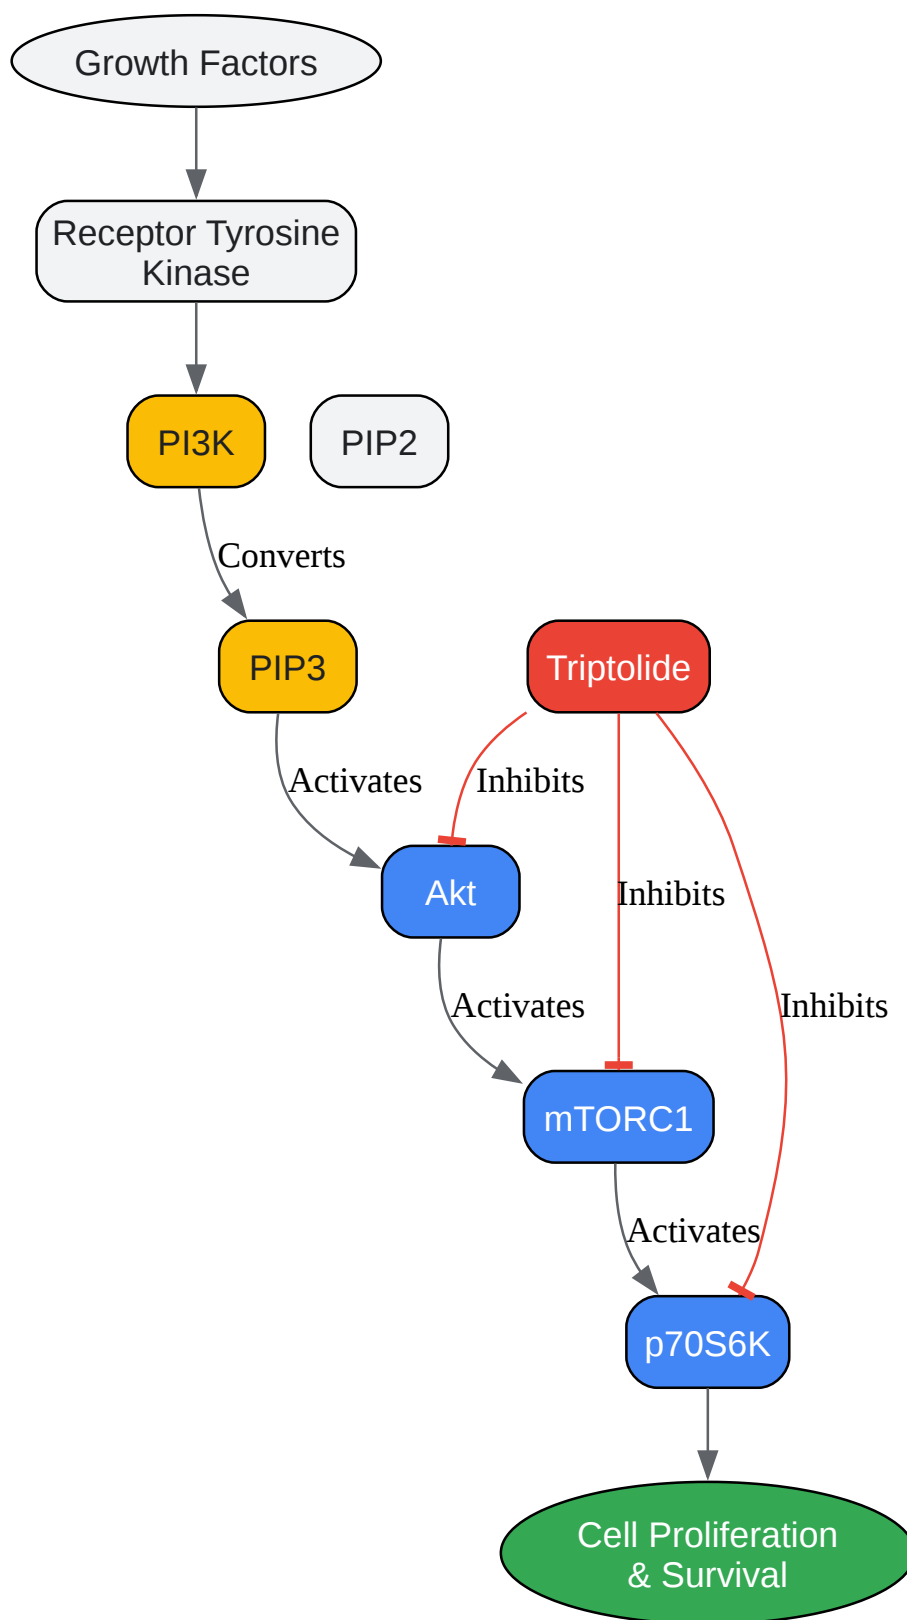 Growth Factors
Receptor Tyrosine
Kinase
PI3K
PIP2
Converts
PIP3
Triptolide
Activates
Inhibits
Akt
Inhibits
Activates
Inhibits
mTORC1
Activates
p70S6K
Cell Proliferation
& Survival